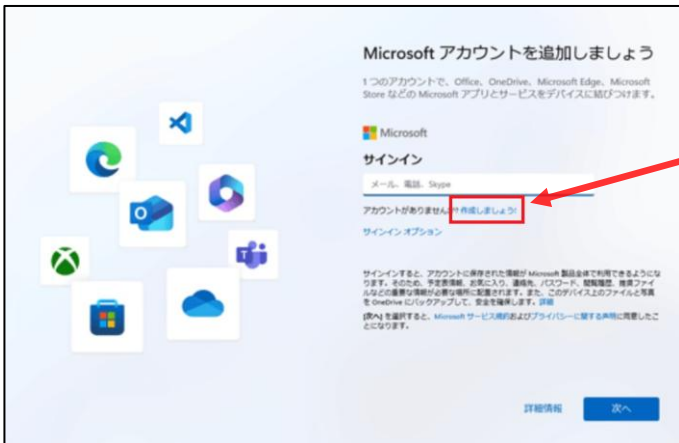 Microsoft アカウントを追加しましょう
1 つのアカウントで、Office、OneDrive、Microsoft Edge、Microsoft
Store などの Microsoft アプリとサービスをデバイスに結びつけます。
Microsoft
サインイン
メール、電話、Skype
アカウントがありませんか? 作成しましょう!
サインイン オプション
サインインすると、アカウントに保存された情報が Microsoft 製品全体で利用できるようにな
ります。そのため、予定表情報、お気に入り、連絡先、パスワード、閲覧履歴、推奨ファイ
ルなどの重要な情報が必要な場所に配置されます。また、このデバイス上のファイルと写真
を OneDrive にバックアップして、安全を確保します。詳細
[次へ] を選択すると、Microsoft サービス規約およびプライバシーに関する声明に同意したこ
とになります。
詳細情報
次へ